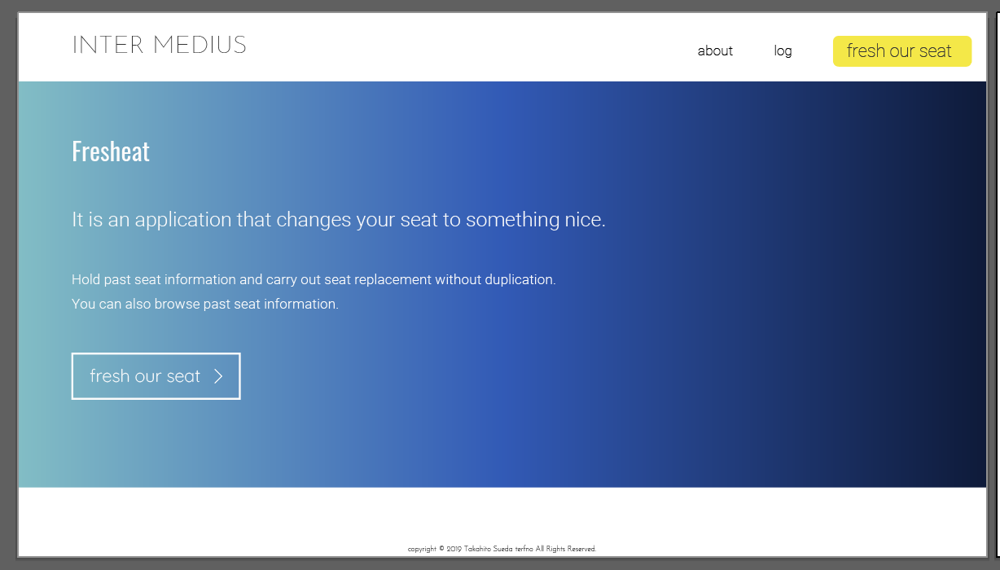 INTER MEDIUS
about
log
fresh our seat
Fresheat
It is an application that changes your seat to something nice.
Hold past seat information and carry out seat replacement without duplication.
You can also browse past seat information.
fresh our seat
copyright © 2019 Takahito Sueda terfno All Rights Reserved.